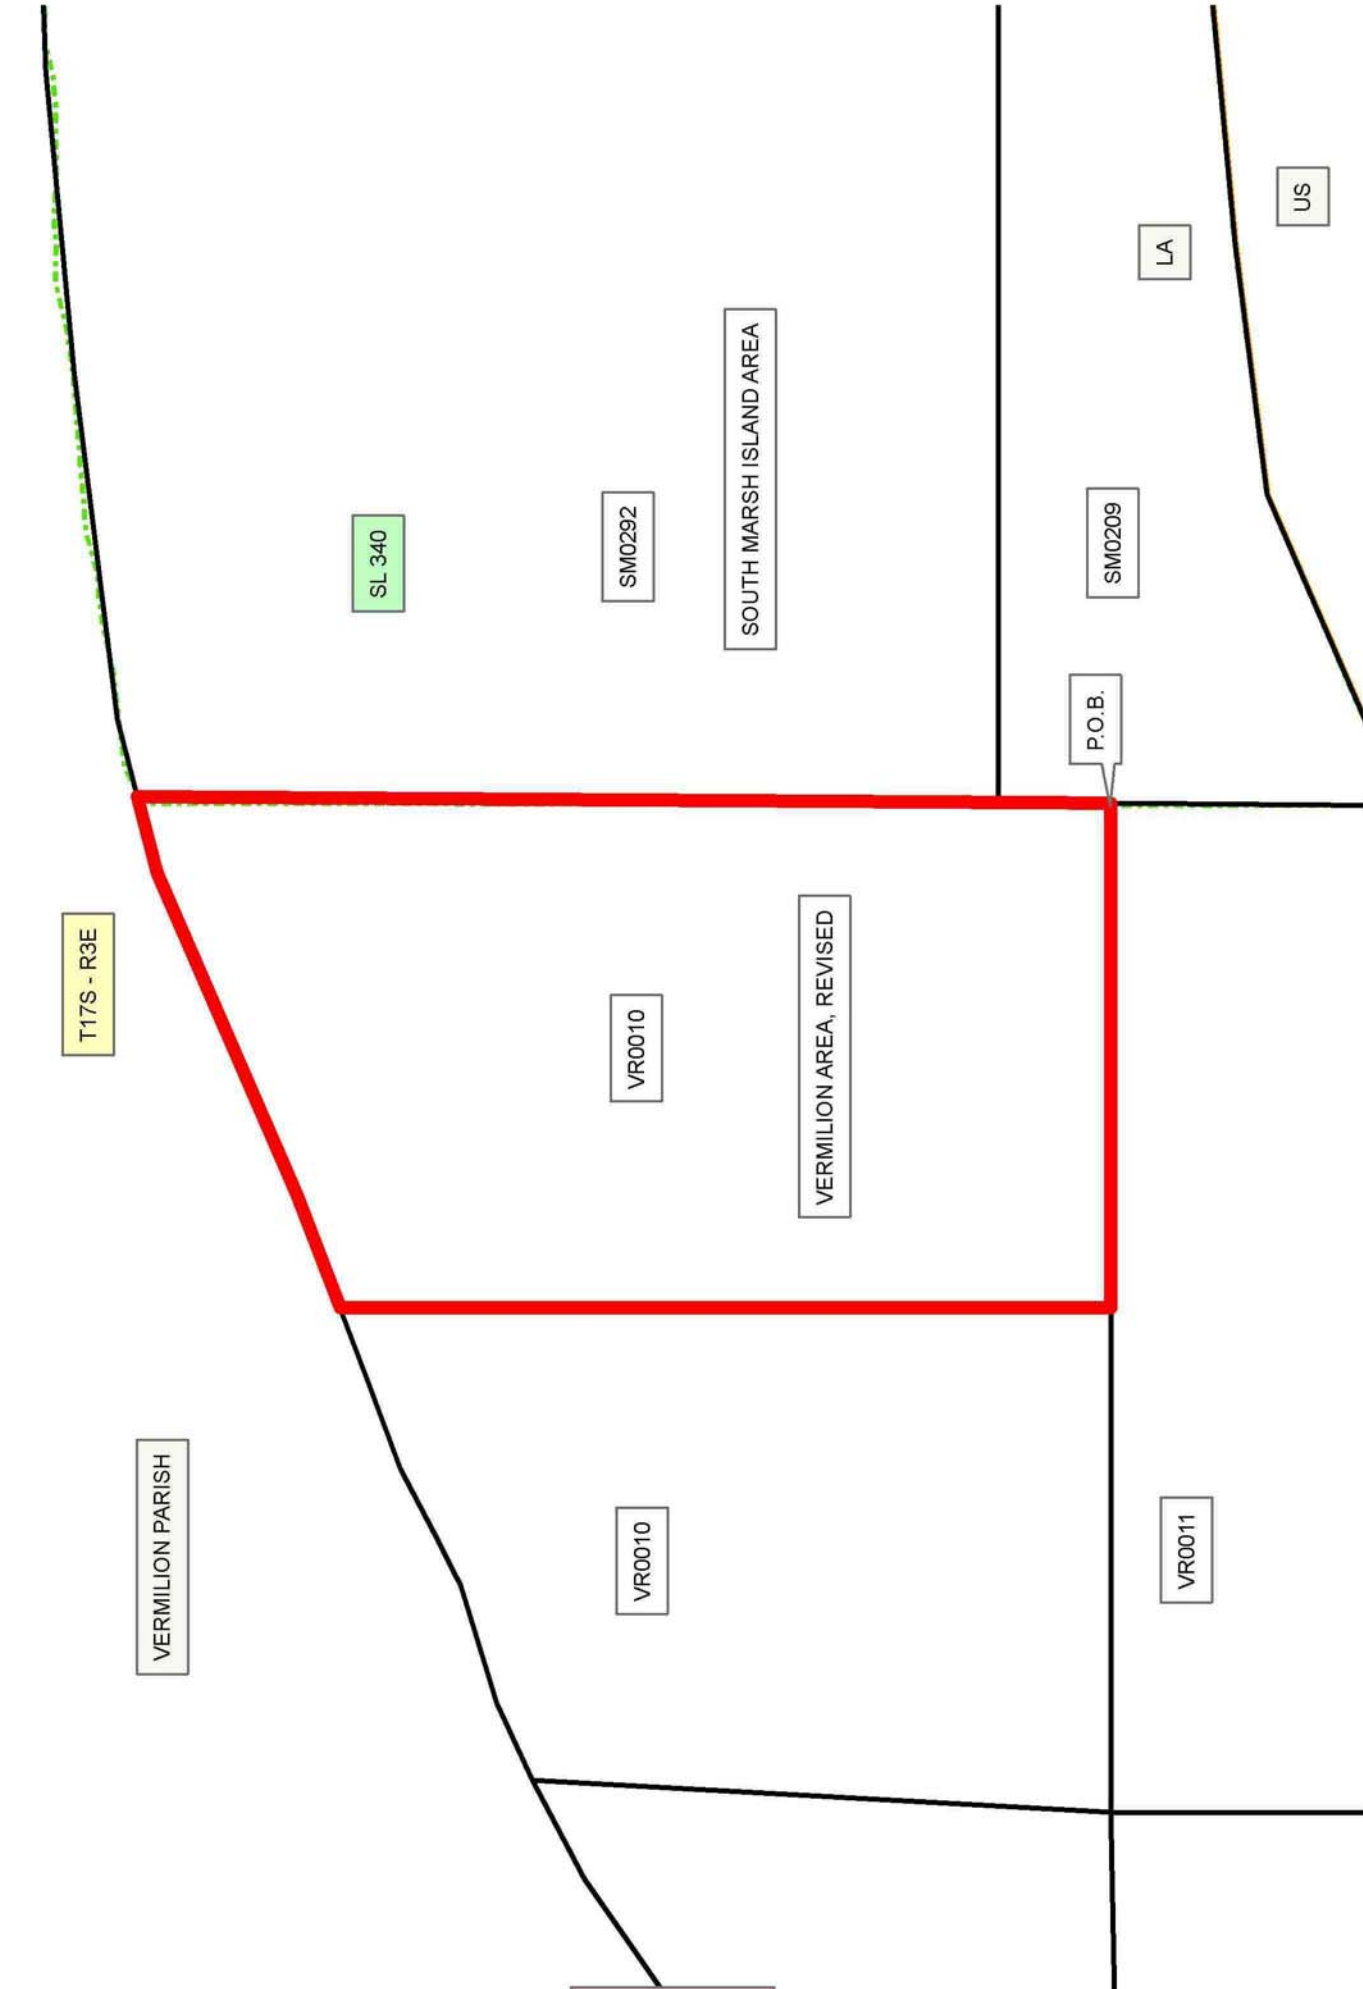 T17S - R3E
VERMILION PARISH
SL 340
VR0010
VR0010
SM0292
SOUTH MARSH ISLAND AREA
VERMILION AREA, REVISED
P.O.B.
SM0209
LA
VR0011
US